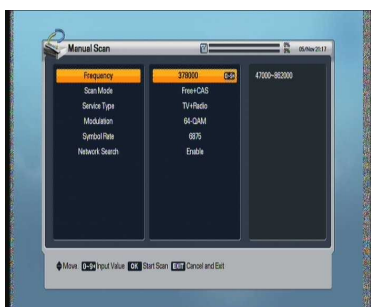 Manual Scan 05/Nov 21:17
Frequency 378000 0-9 47000~862000
Scan Mode Free+CAS
Service Type TV+Radio
Modulation 64-QAM
Symbol Rate 6875
Network Search Enable
Move 0-9 Input Value OK Start Scan EXIT Cancel and Exit